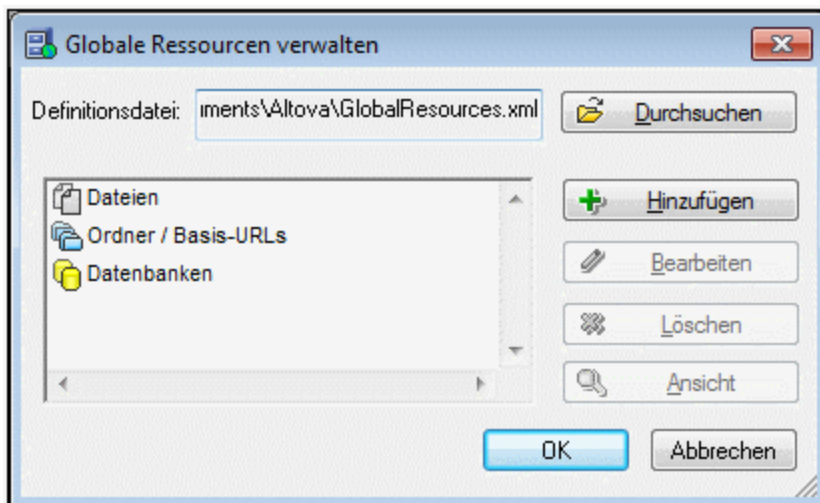 Globale Ressourcen verwalten
Definitionsdatei: ments\Altova\GlobalResources.xml Durchsuchen
Dateien
Ordner / Basis-URLs
Datenbanken
Hinzufügen
Bearbeiten
Löschen
Ansicht
OK Abbrechen